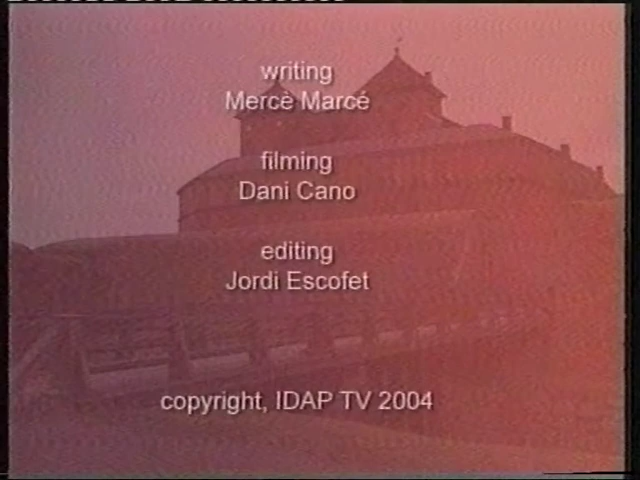 writing
Mercè Marcé
filming
Dani Cano
editing
Jordi Escofet
copyright, IDAP TV 2004